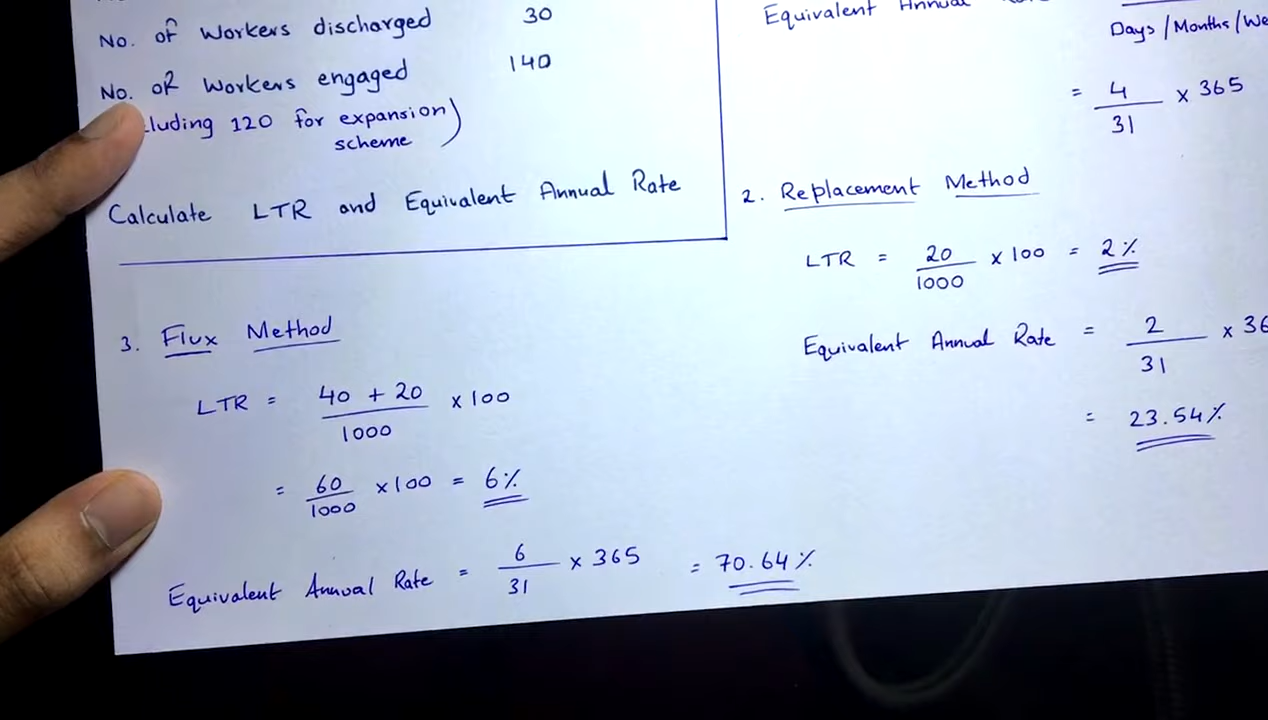 No. of Workers discharged 30
No. of Workers engaged 140
cluding 120 for expansion
scheme)
Calculate LTR and Equivalent Annual Rate
3. Flux Method
LTR = 40 + 20 / 1000 x 100
= 60 / 1000 x 100 = 6%
Equivalent Annual Rate = 6 / 31 x 365 = 70.64%
Equivalent Annual
Days / Months / We
= 4 / 31 x 365
2. Replacement Method
LTR = 20 / 1000 x 100 = 2%
Equivalent Annual Rate = 2 / 31 x 36
= 23.54%